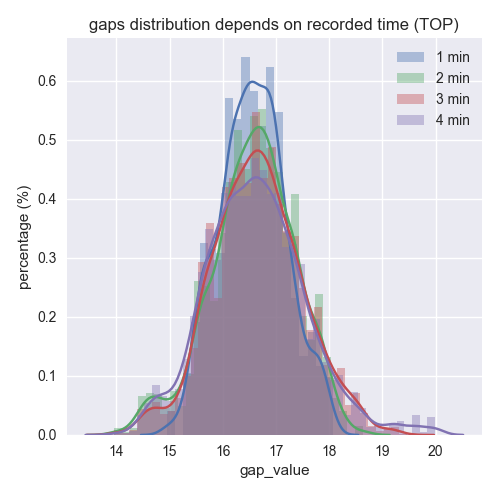 gaps distribution depends on recorded time (TOP)
1 min
2 min
3 min
4 min
percentage (%)
0.6
0.5
0.4
0.3
0.2
0.1
0.0
14 15 16 17 18 19 20
gap_value